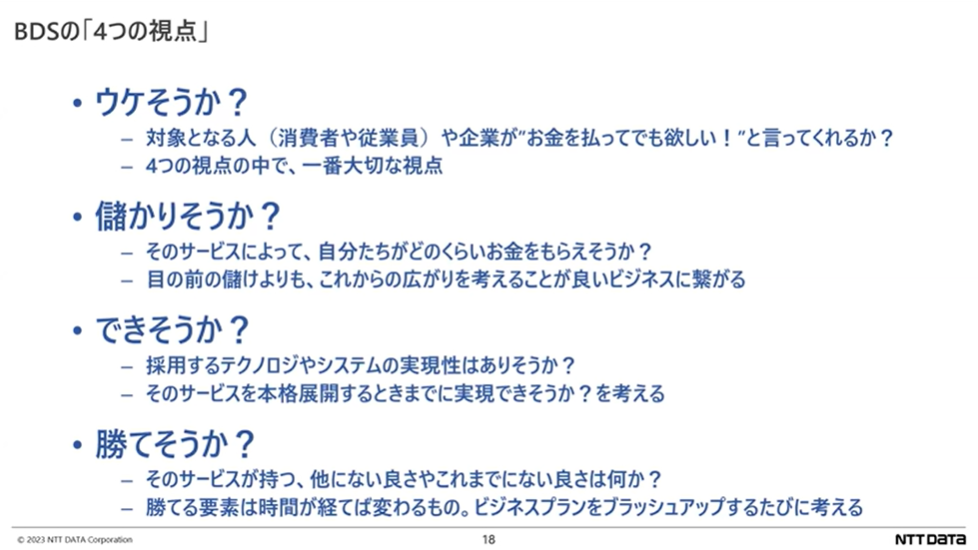 BDSの「4つの視点」
• ウケそうか？
– 対象となる人（消費者や従業員）や企業が"お金を払ってでも欲しい！"と言ってくれるか？
– 4つの視点の中で、一番大切な視点
• 儲かりそうか？
– そのサービスによって、自分たちがどのくらいお金をもらえそうか？
– 目の前の儲けよりも、これからの広がりを考えることが良いビジネスに繋がる
• できそうか？
– 採用するテクノロジやシステムの実現性はありそうか？
– そのサービスを本格展開するときまでに実現できそうか？を考える
• 勝てそうか？
– そのサービスが持つ、他にない良さやこれまでにない良さは何か？
– 勝てる要素は時間が経てば変わるもの。ビジネスプランをブラッシュアップするたびに考える
© 2023 NTT DATA Corporation
18
NTT DATA